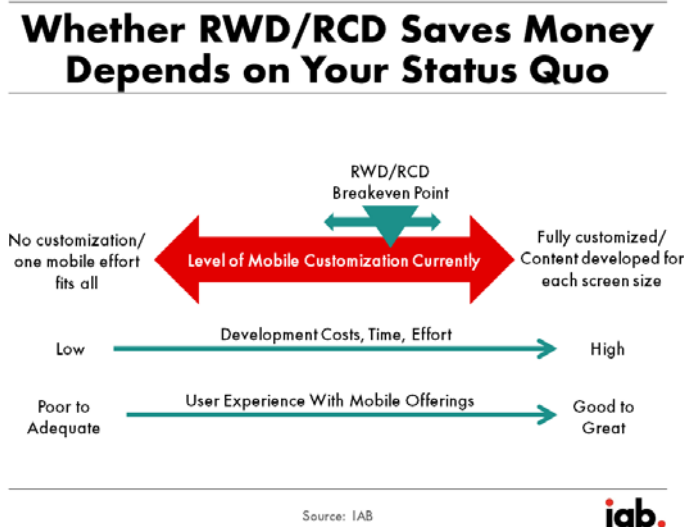 Whether RWD/RCD Saves Money
Depends on Your Status Quo
RWD/RCD
Breakeven Point
No customization/
one mobile effort
fits all
Level of Mobile Customization Currently
Fully customized/
Content developed for
each screen size
Development Costs, Time, Effort
Low
High
User Experience With Mobile Offerings
Poor to
Adequate
Good to
Great
Source: IAB
iab.